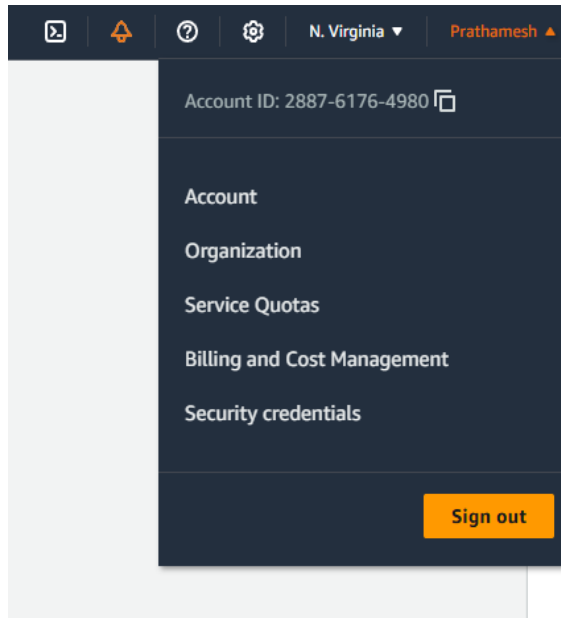 N. Virginia ▼ Prathamesh ▲
Account ID: 2887-6176-4980
Account
Organization
Service Quotas
Billing and Cost Management
Security credentials
Sign out